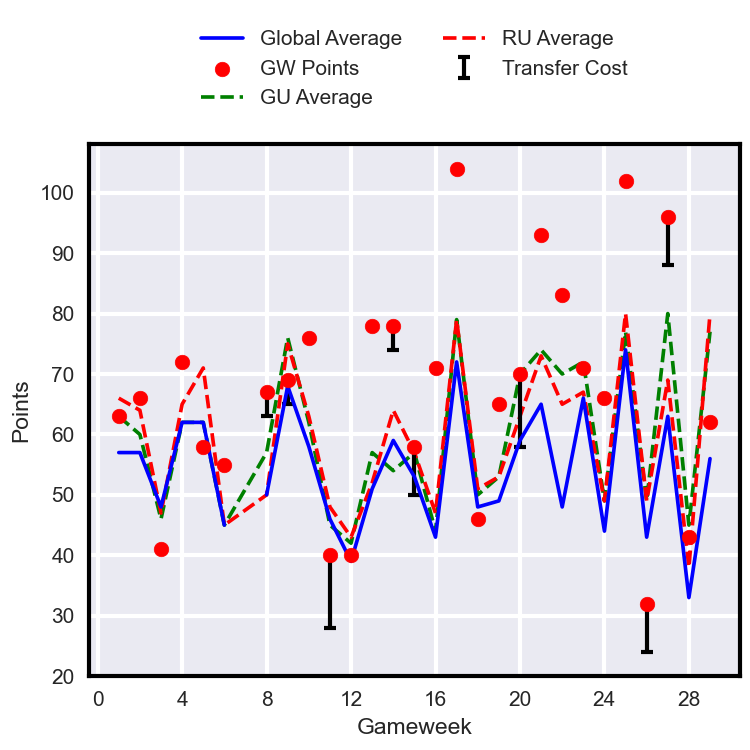 Global Average
GW Points
GU Average
RU Average
Transfer Cost
Points
100
90
80
70
60
50
40
30
20
0 4 8 12 16 20 24 28
Gameweek